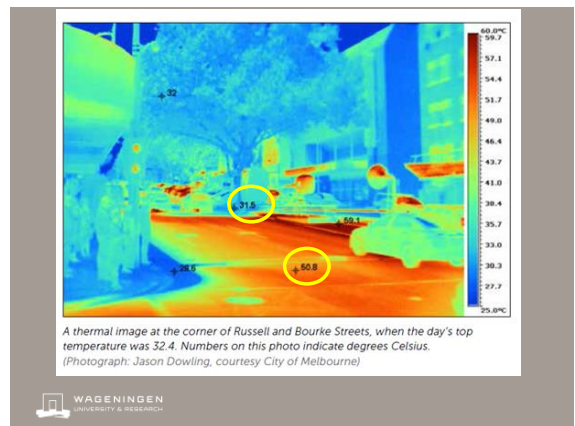 60.0°C
59.7
57.1
54.4
51.7
49.0
46.4
43.7
41.0
38.4
35.7
33.0
30.3
27.7
25.0°C
32
31.5
59.1
29.6
50.8
A thermal image at the corner of Russell and Bourke Streets, when the day's top
temperature was 32.4. Numbers on this photo indicate degrees Celsius.
(Photograph: Jason Dowling, courtesy City of Melbourne)
WAGENINGEN
UNIVERSITY & RESEARCH